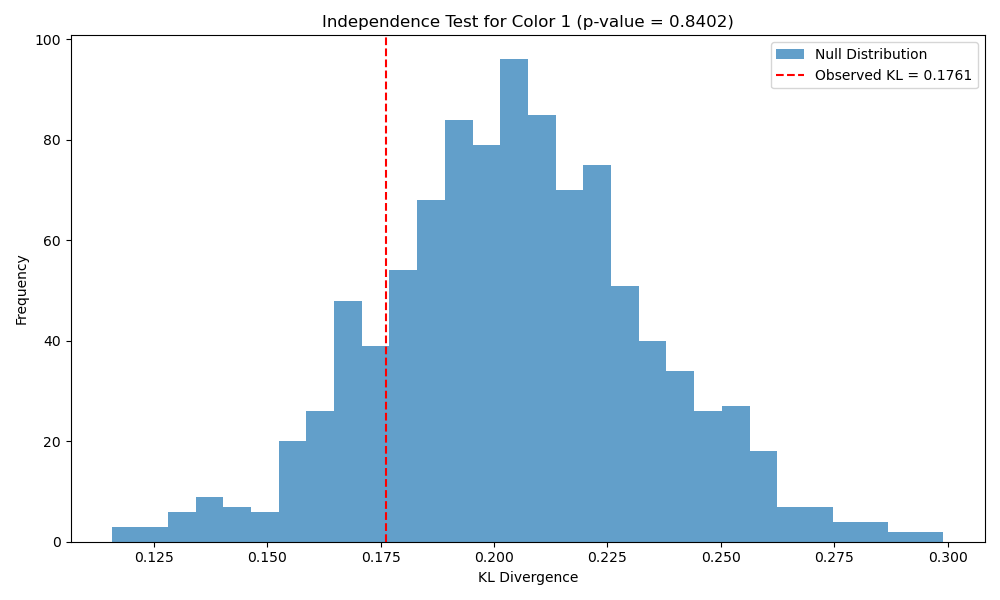 Independence Test for Color 1 (p-value = 0.8402)
Null Distribution
Observed KL = 0.1761
100
80
60
40
20
0
Frequency
0.125
0.150
0.175
0.200
0.225
0.250
0.275
0.300
KL Divergence